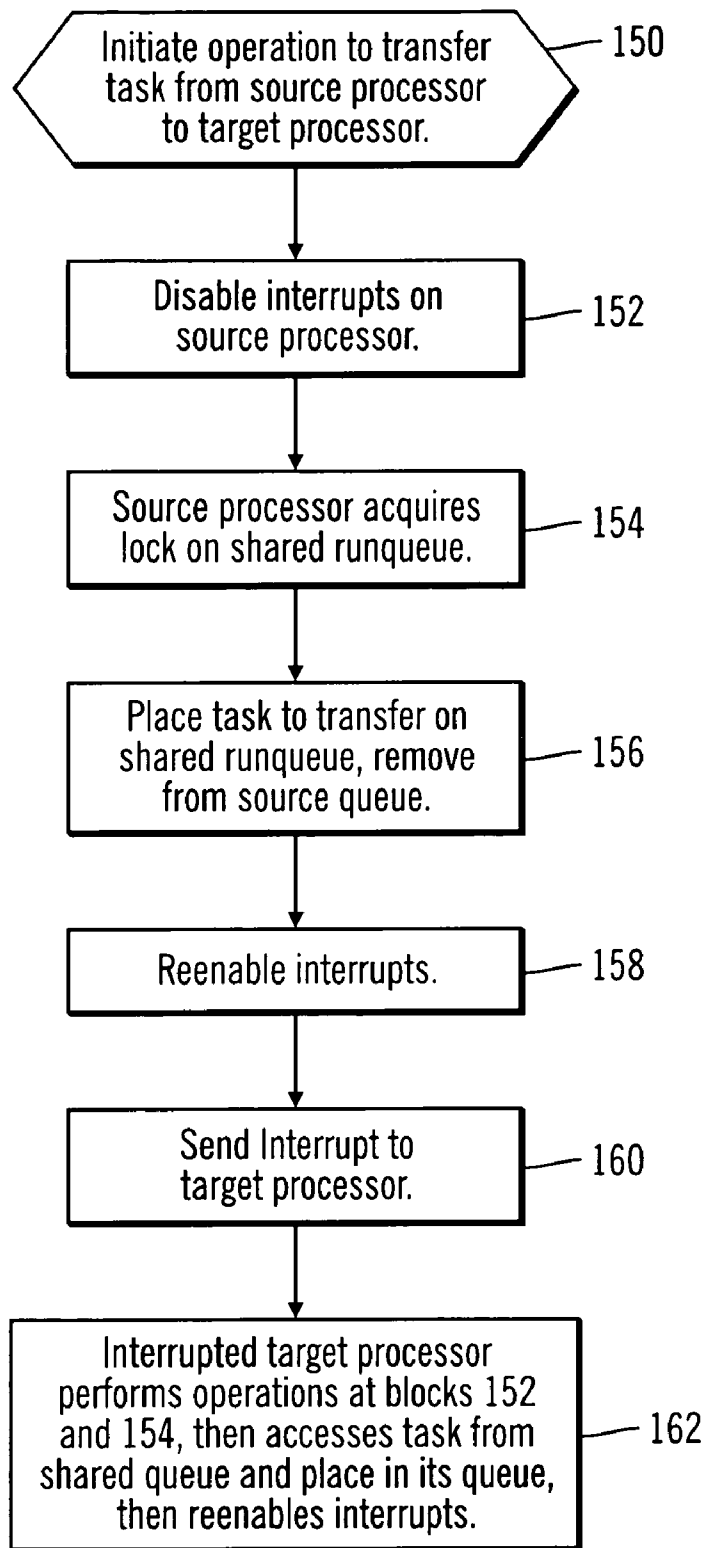 Initiate operation to transfer
task from source processor
to target processor.
150
Disable interrupts on
source processor.
152
Source processor acquires
lock on shared runqueue.
154
Place task to transfer on
shared runqueue, remove
from source queue.
156
Reenable interrupts.
158
Send Interrupt to
target processor.
160
Interrupted target processor
performs operations at blocks 152
and 154, then accesses task from
shared queue and place in its queue,
then reenables interrupts.
162